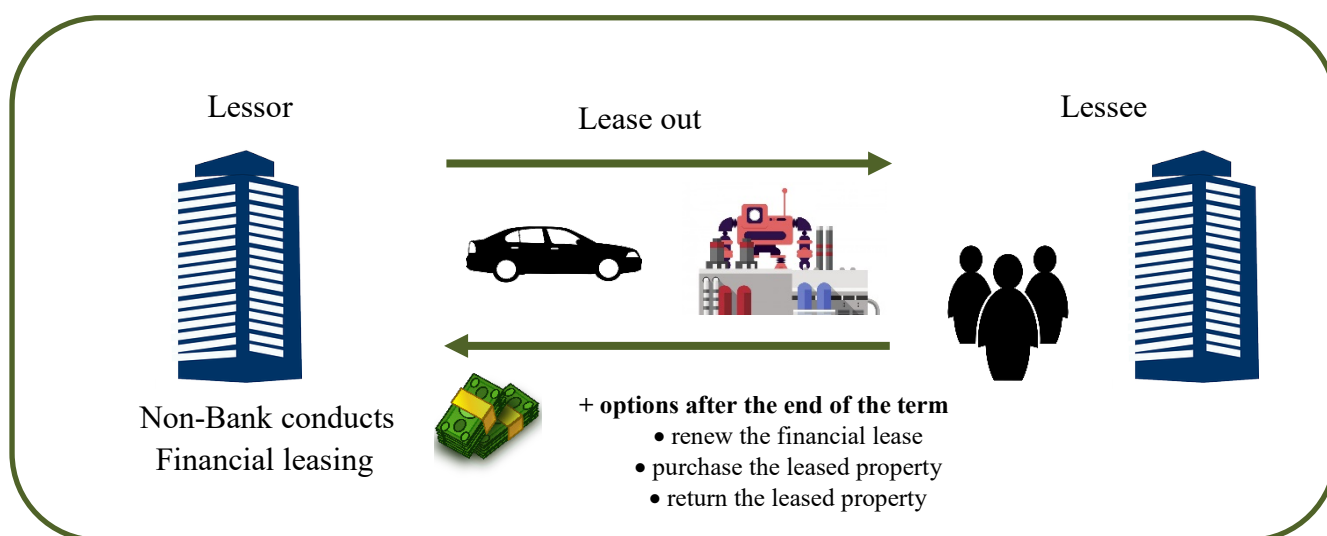 Lessor
Lease out
Lessee
Non-Bank conducts
Financial leasing
+ options after the end of the term
• renew the financial lease
• purchase the leased property
• return the leased property